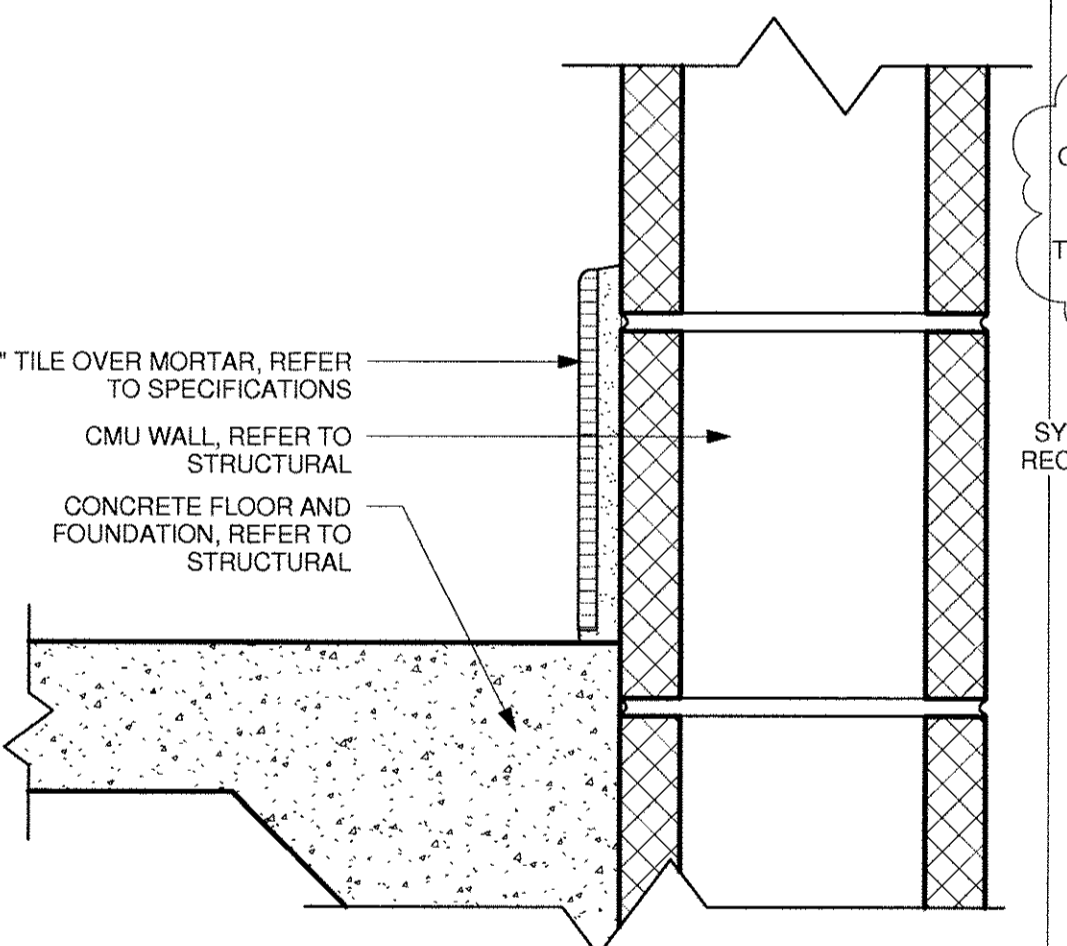 " TILE OVER MORTAR, REFER
TO SPECIFICATIONS
CMU WALL, REFER TO
STRUCTURAL
CONCRETE FLOOR AND
FOUNDATION, REFER TO
STRUCTURAL
SY
REC